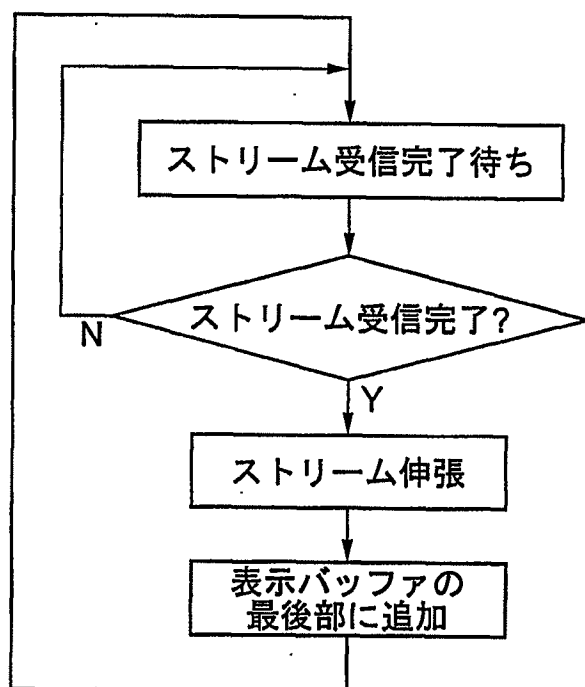 ストリーム受信完了待ち
ストリーム受信完了?
N
Y
ストリーム伸張
表示バッファの
最後部に追加